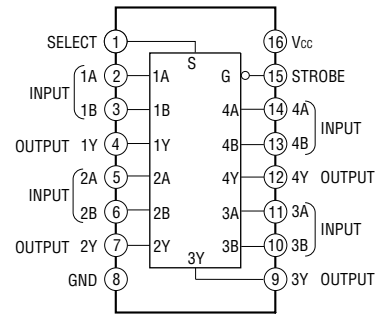 SELECT 1 16 Vcc
S
1A 2 1A G 15 STROBE
INPUT
1B 3 1B 4A 14 4A
INPUT
OUTPUT 1Y 4 1Y 4B 13 4B
2A 5 2A 4Y 12 4Y OUTPUT
INPUT
2B 6 2B 3A 11 3A
INPUT
OUTPUT 2Y 7 2Y 3B 10 3B
3Y
GND 8 9 3Y OUTPUT